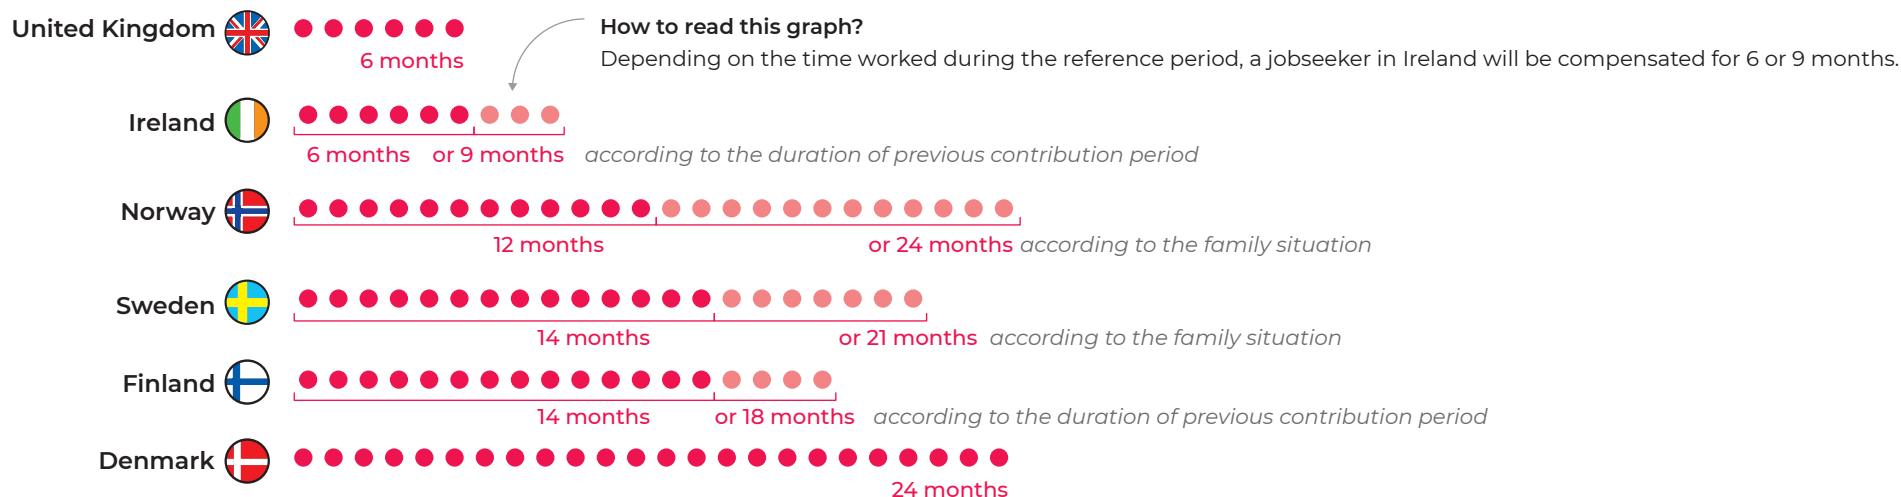 United Kingdom
6 months
How to read this graph?
Depending on the time worked during the reference period, a jobseeker in Ireland will be compensated for 6 or 9 months.
Ireland
6 months or 9 months according to the duration of previous contribution period
Norway
12 months or 24 months according to the family situation
Sweden
14 months or 21 months according to the family situation
Finland
14 months or 18 months according to the duration of previous contribution period
Denmark
24 months